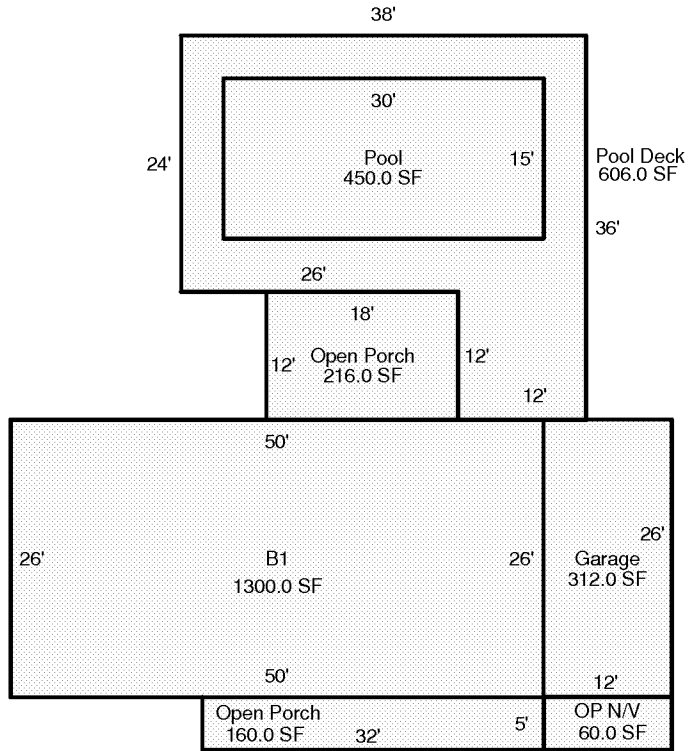 38'
30'
24'
Pool
450.0 SF
15'
Pool Deck
606.0 SF
36'
26'
18'
12'
Open Porch
216.0 SF
12'
12'
50'
26'
B1
1300.0 SF
26'
Garage
312.0 SF
26'
50'
12'
Open Porch
160.0 SF
32'
5'
OP N/V
60.0 SF